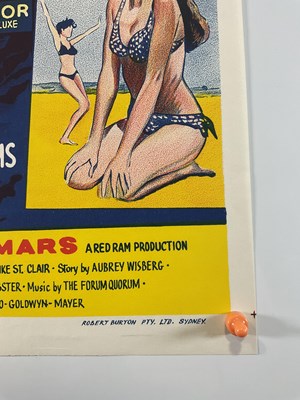 OR
LUXE
MS
MARS A RED RAM PRODUCTION
KE ST. CLAIR · Story by AUBREY WISBERG ·
BSTER · Music by THE FORUM QUORUM ·
O-GOLDWYN-MAYER
ROBERT BURTON PTY. LTD. SYDNEY.